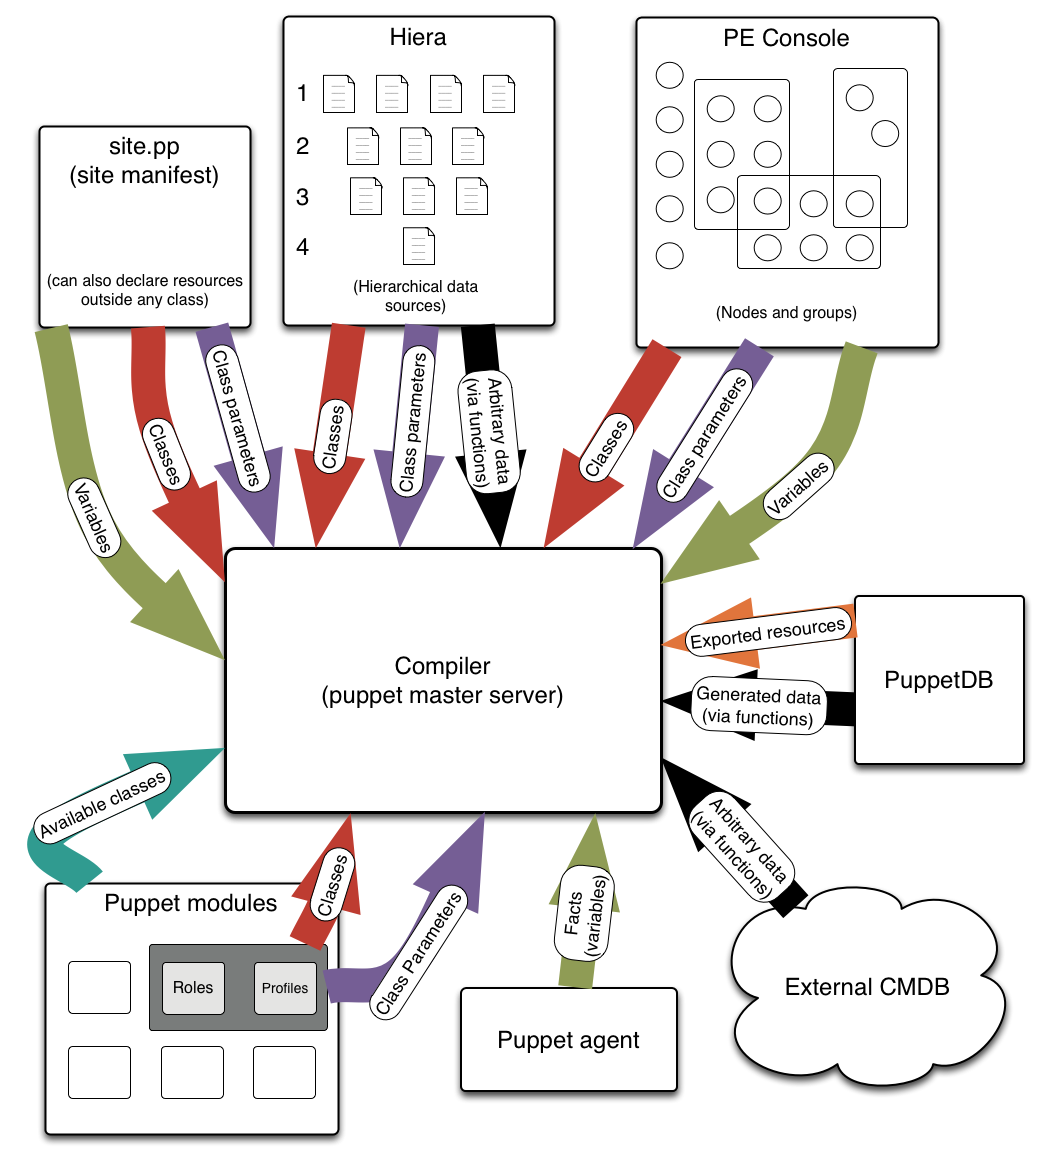 Hiera
1
2
3
4
(Hierarchical data
sources)
PE Console
(Nodes and groups)
site.pp
(site manifest)
(can also declare resources
outside any class)
Variables
Classes
Class parameters
Classes
Class parameters
Arbitrary data
(via functions)
Classes
Class parameters
Variables
Compiler
(puppet master server)
Exported resources
Generated data
(via functions)
PuppetDB
Arbitrary data
(via functions)
External CMDB
Available classes
Classes
Class Parameters
Facts
(variables)
Puppet modules
Roles
Profiles
Puppet agent